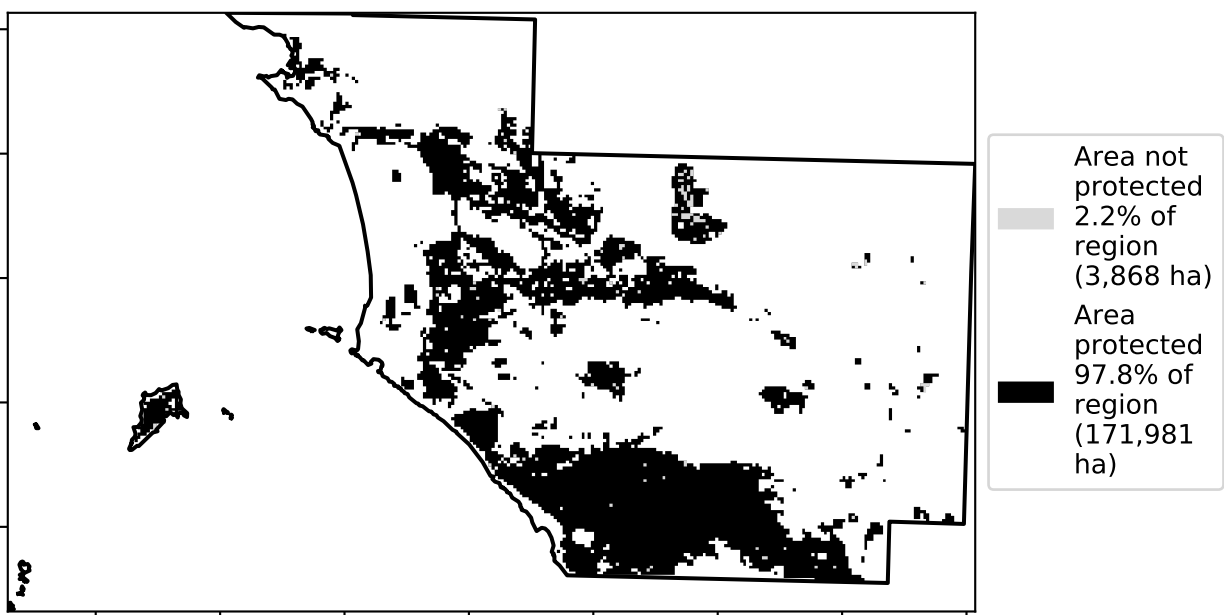 Area not
protected
2.2% of
region
(3,868 ha)
Area
protected
97.8% of
region
(171,981
ha)